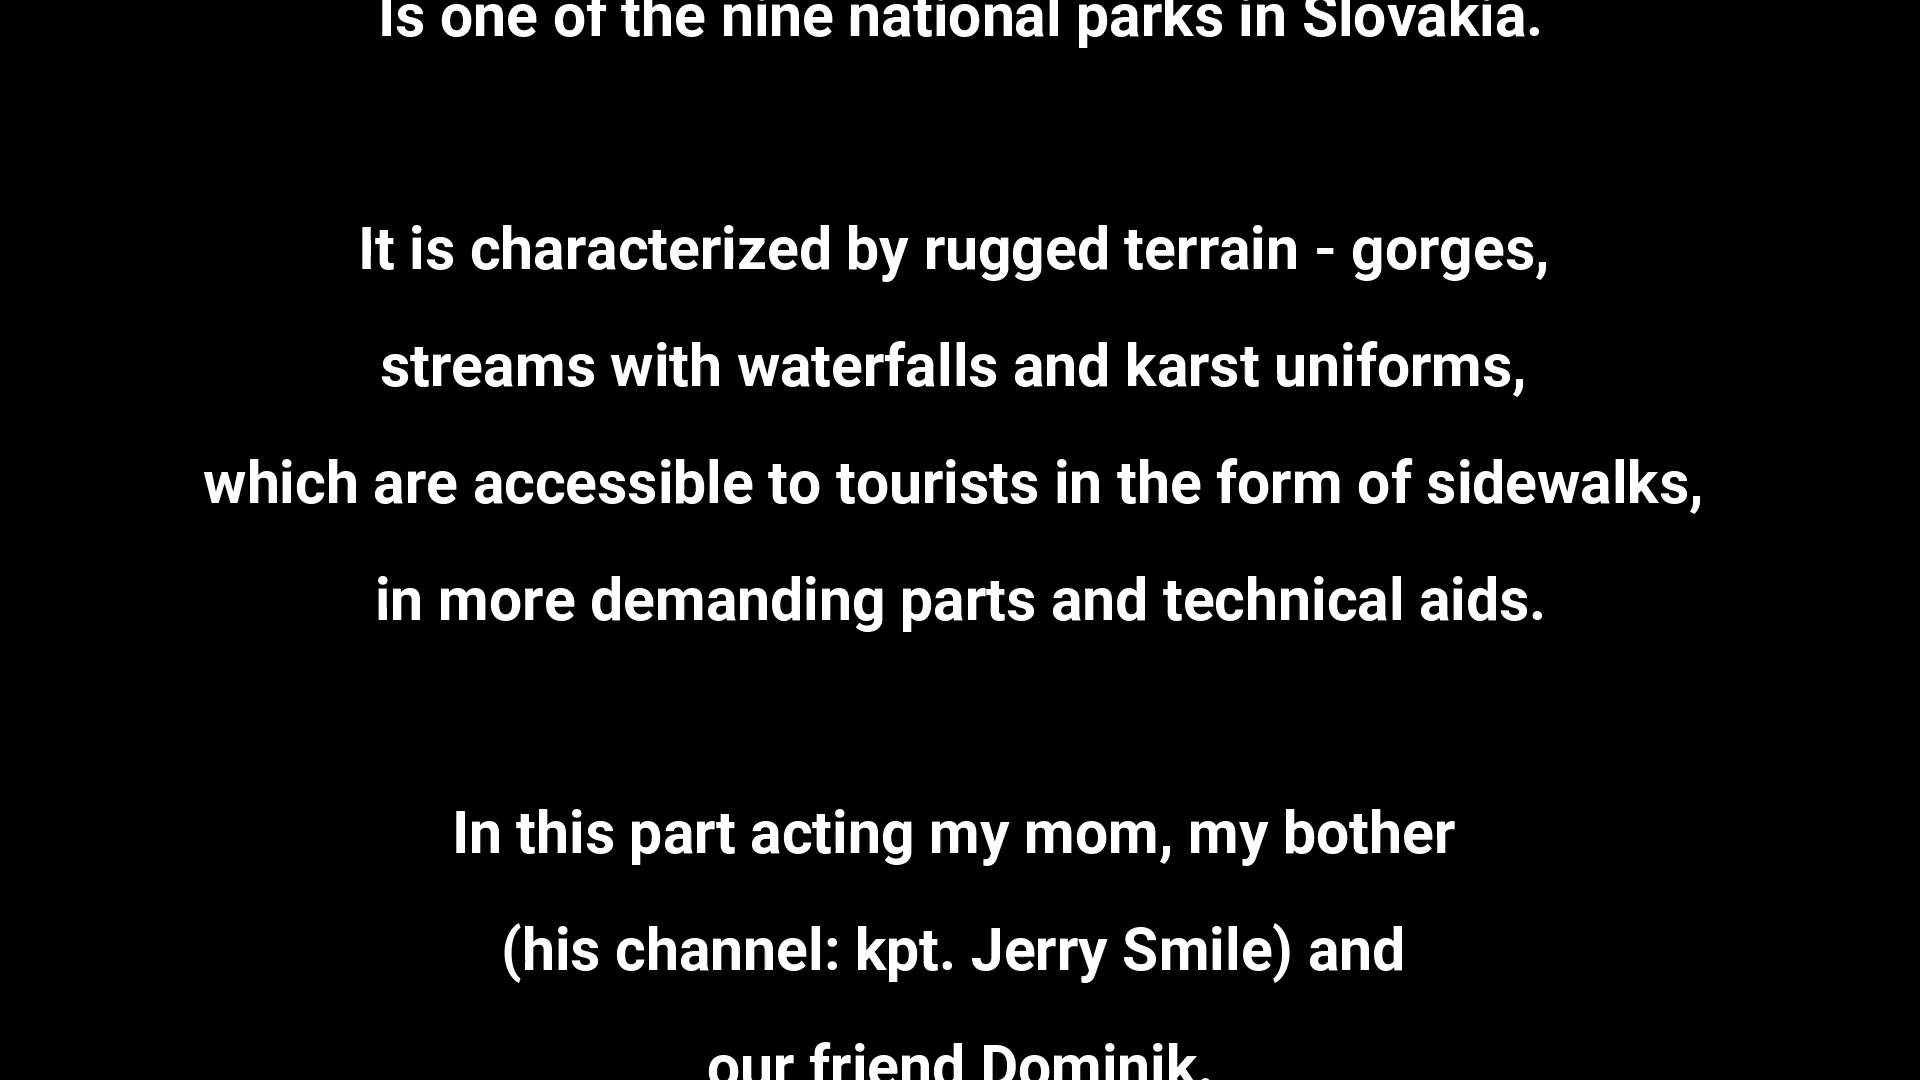 Is one of the nine national parks in Slovakia.
It is characterized by rugged terrain - gorges,
streams with waterfalls and karst uniforms,
which are accessible to tourists in the form of sidewalks,
in more demanding parts and technical aids.
In this part acting my mom, my bother
(his channel: kpt. Jerry Smile) and
our friend Dominik.